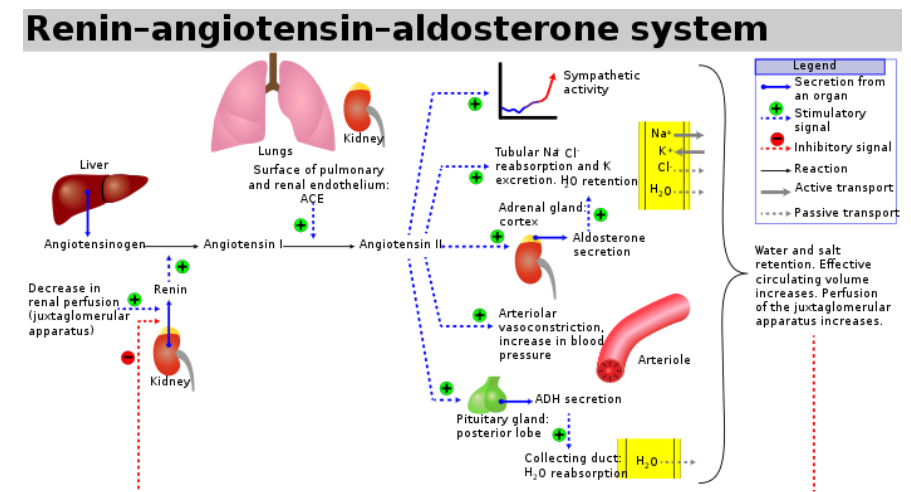 Renin–angiotensin–aldosterone system
Legend
Secretion from
an organ
Stimulatory
signal
Inhibitory signal
Reaction
Active transport
Passive transport
Lungs
Kidney
Surface of pulmonary
and renal endothelium:
ACE
Liver
Angiotensinogen
Angiotensin I
Angiotensin II
Decrease in
renal perfusion
(juxtaglomerular
apparatus)
Renin
Kidney
Sympathetic
activity
Tubular Na⁺ Cl⁻
reabsorption and K⁺
excretion. H₂O retention
Na⁺
K⁺
Cl⁻
H₂O
Adrenal gland:
cortex
Aldosterone
secretion
Arteriolar
vasoconstriction,
increase in blood
pressure
Arteriole
Pituitary gland:
posterior lobe
ADH secretion
Collecting duct:
H₂O reabsorption
H₂O
Water and salt
retention. Effective
circulating volume
increases. Perfusion
of the juxtaglomerular
apparatus increases.